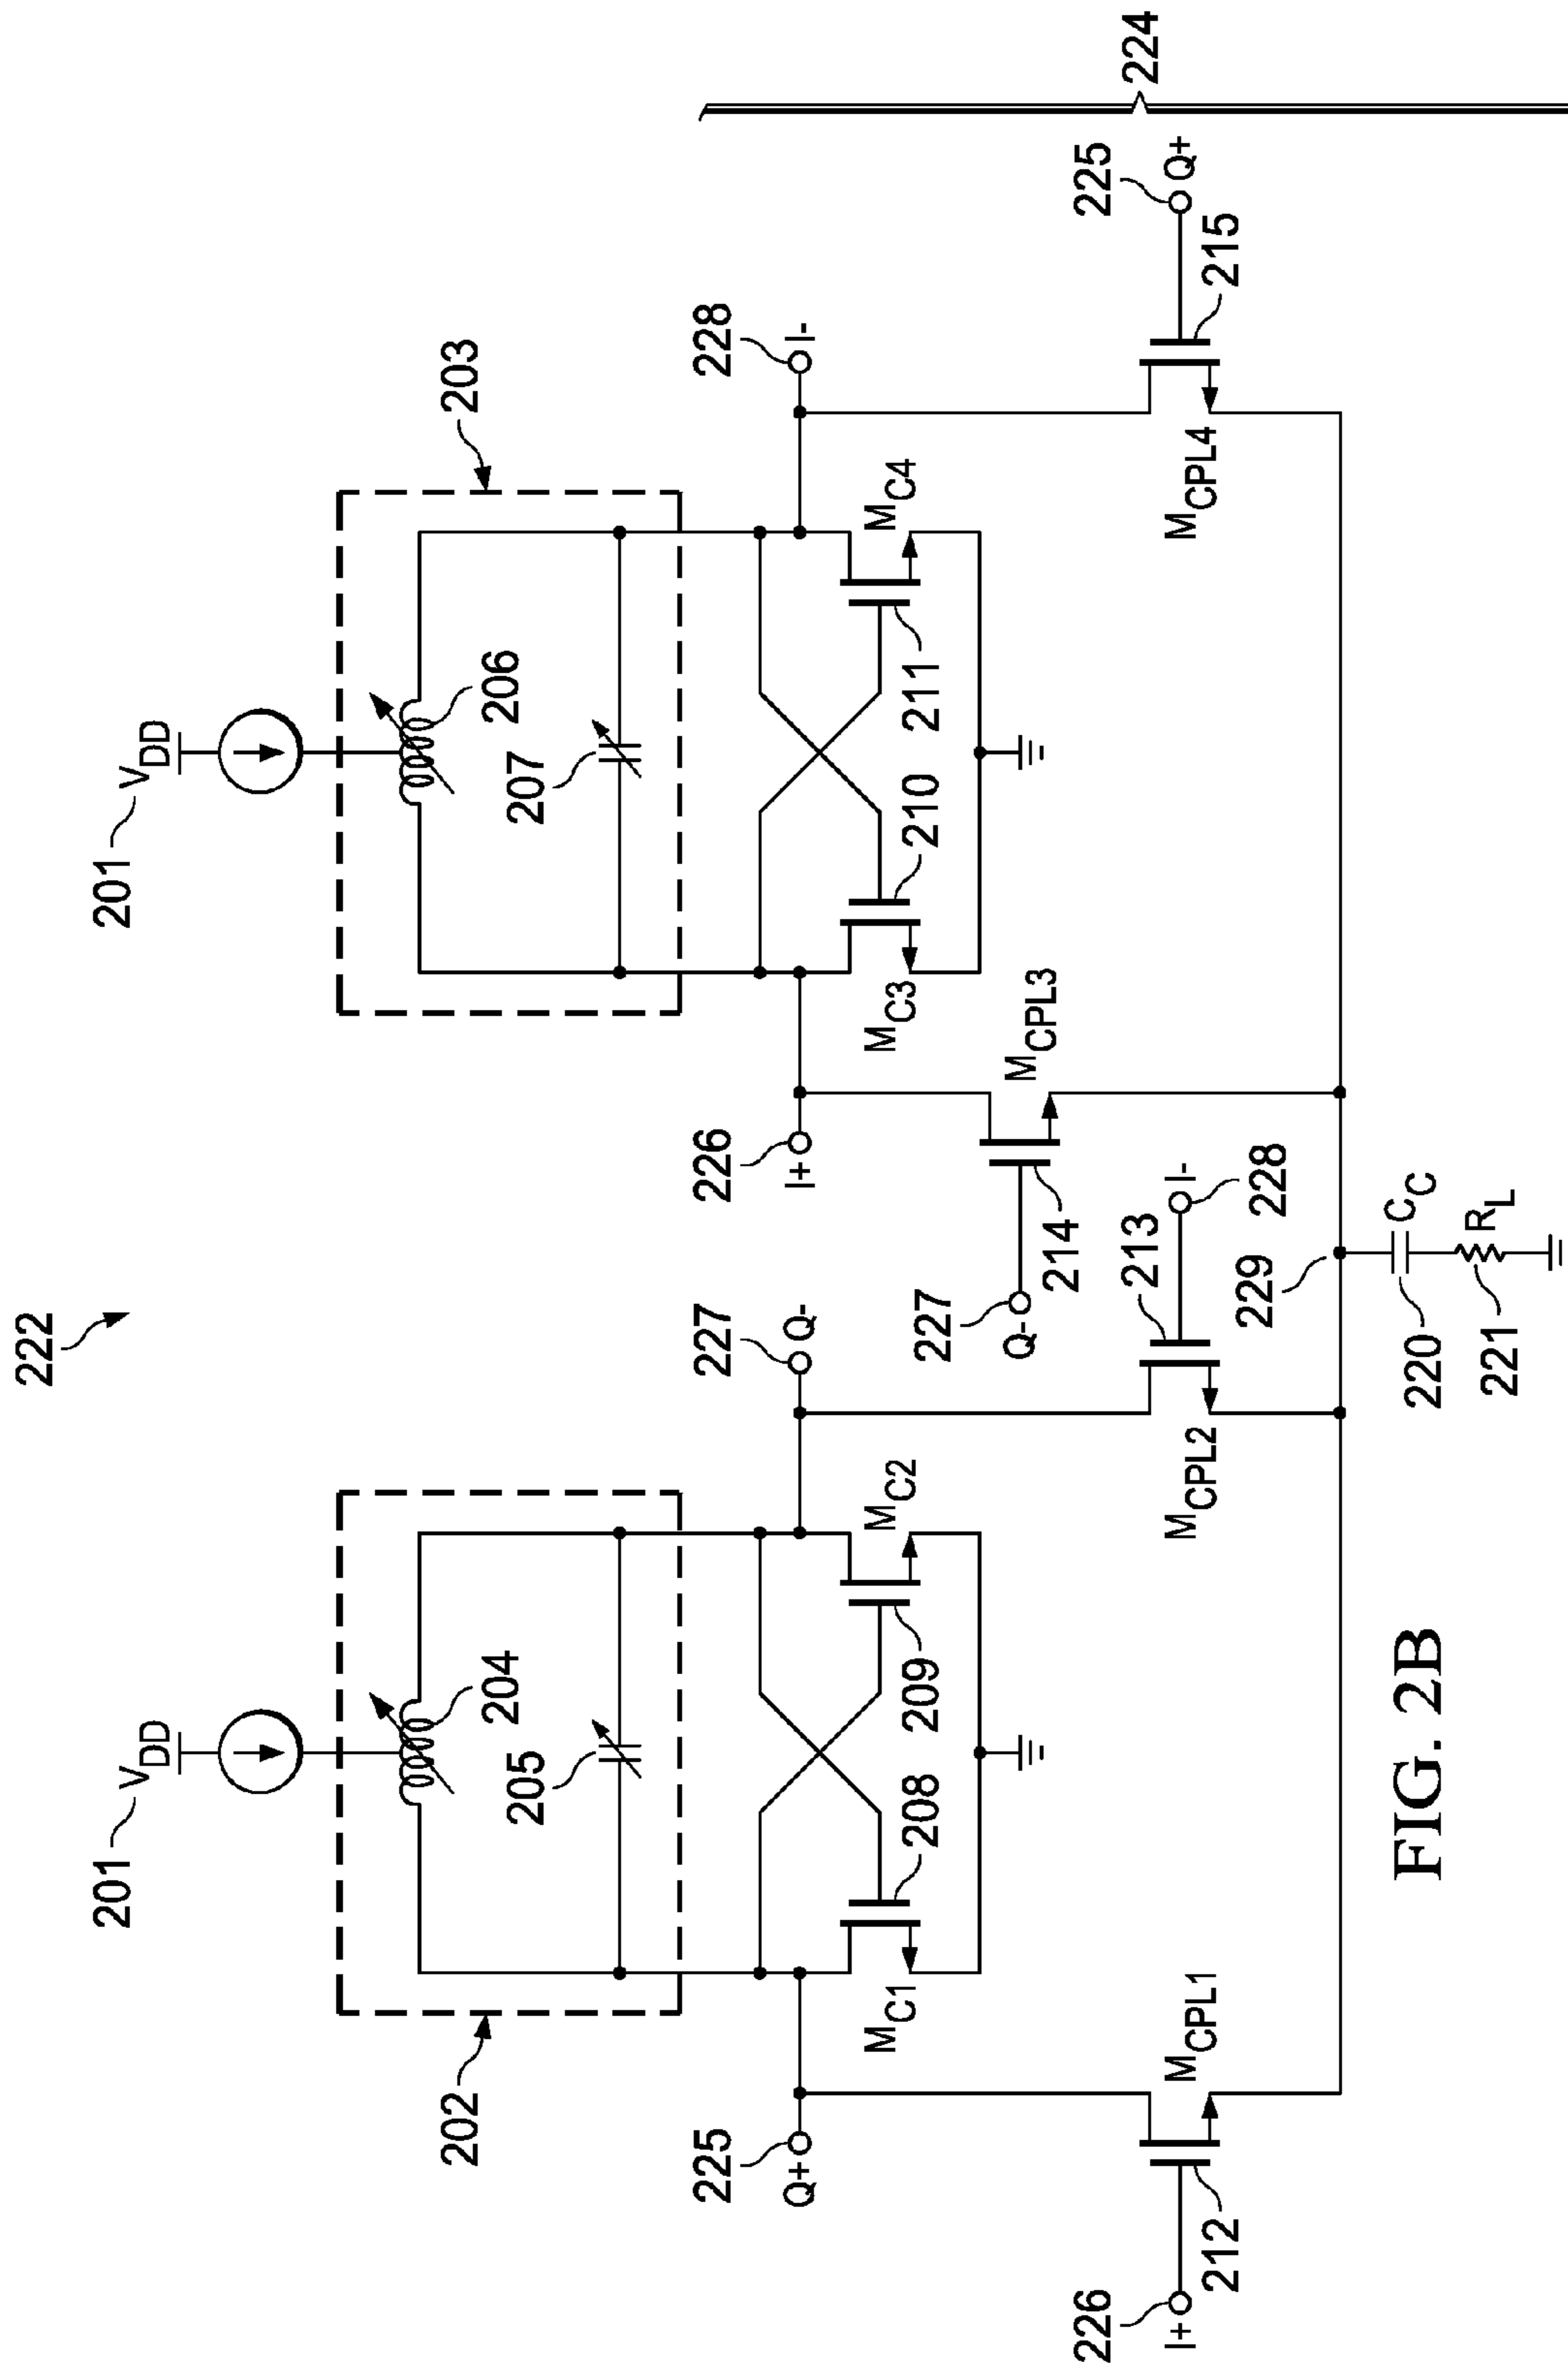 222
201 VDD
201 VDD
202
204
205
203
206
207
225
Q+
MC1
208
209
MC2
227
Q-
226
I+
MC3
210
211
MC4
228
I-
226
I+
212
MCPL1
MCPL2
213
228
I-
227
Q-
214
MCPL3
MCPL4
215
225
Q+
224
229
220
CC
221
RL
FIG. 2B